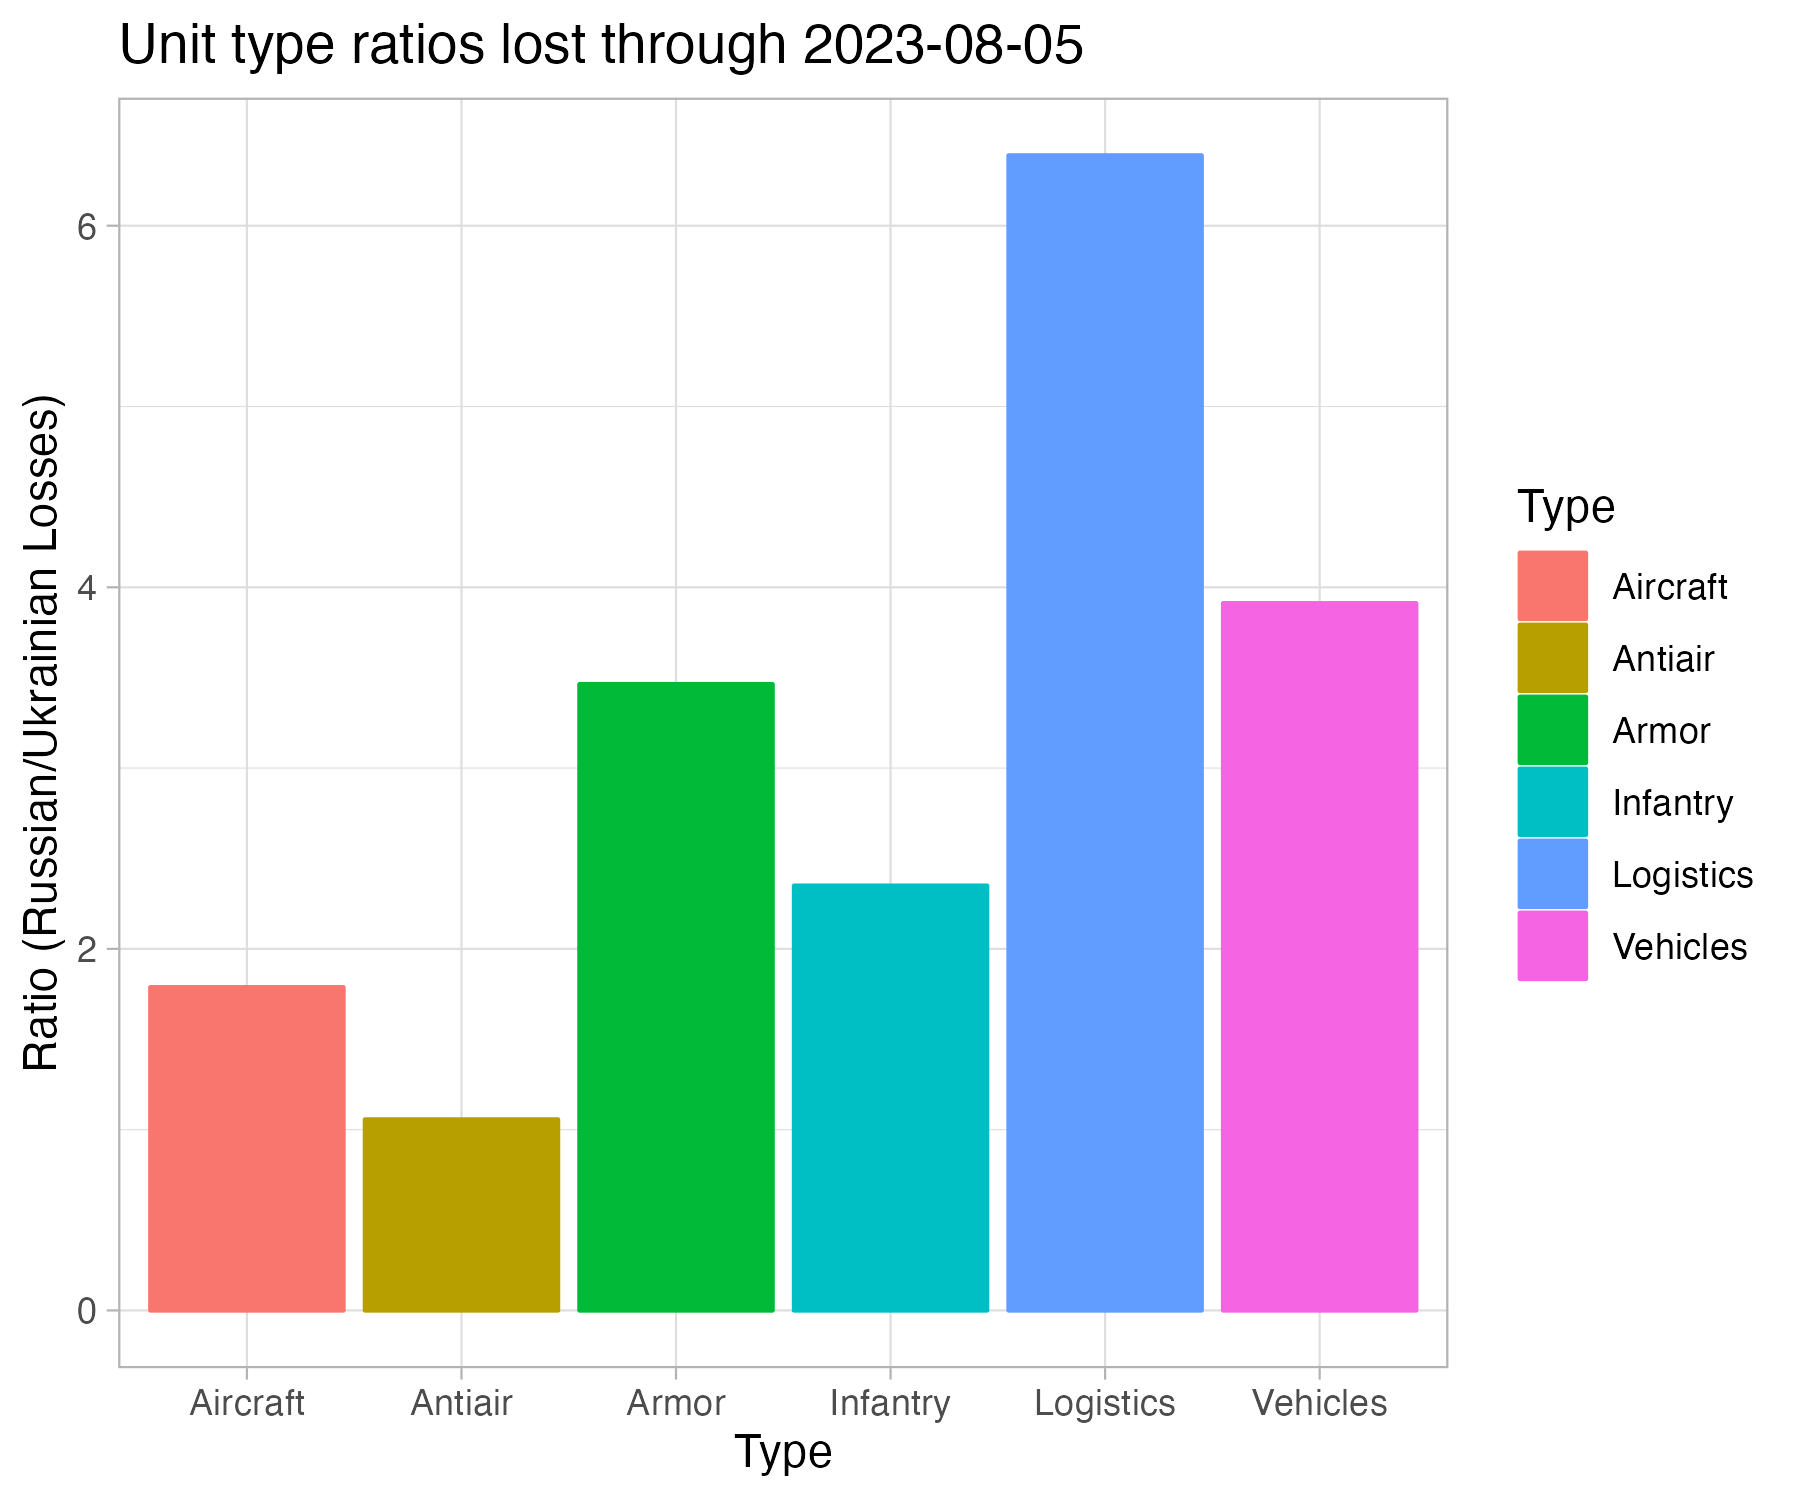 Unit type ratios lost through 2023-08-05
Ratio (Russian/Ukrainian Losses)
6
4
2
0
Aircraft
Antiair
Armor
Infantry
Logistics
Vehicles
Type
Type
Aircraft
Antiair
Armor
Infantry
Logistics
Vehicles